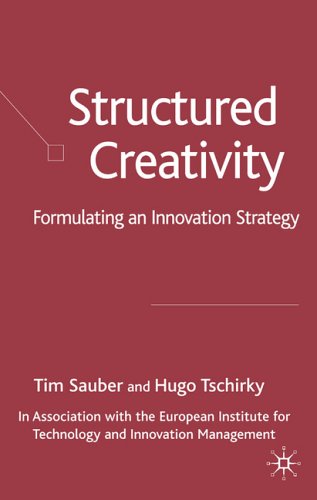 Structured
Creativity
Formulating an Innovation Strategy
Tim Sauber and Hugo Tschirky
In Association with the European Institute for
Technology and Innovation Management